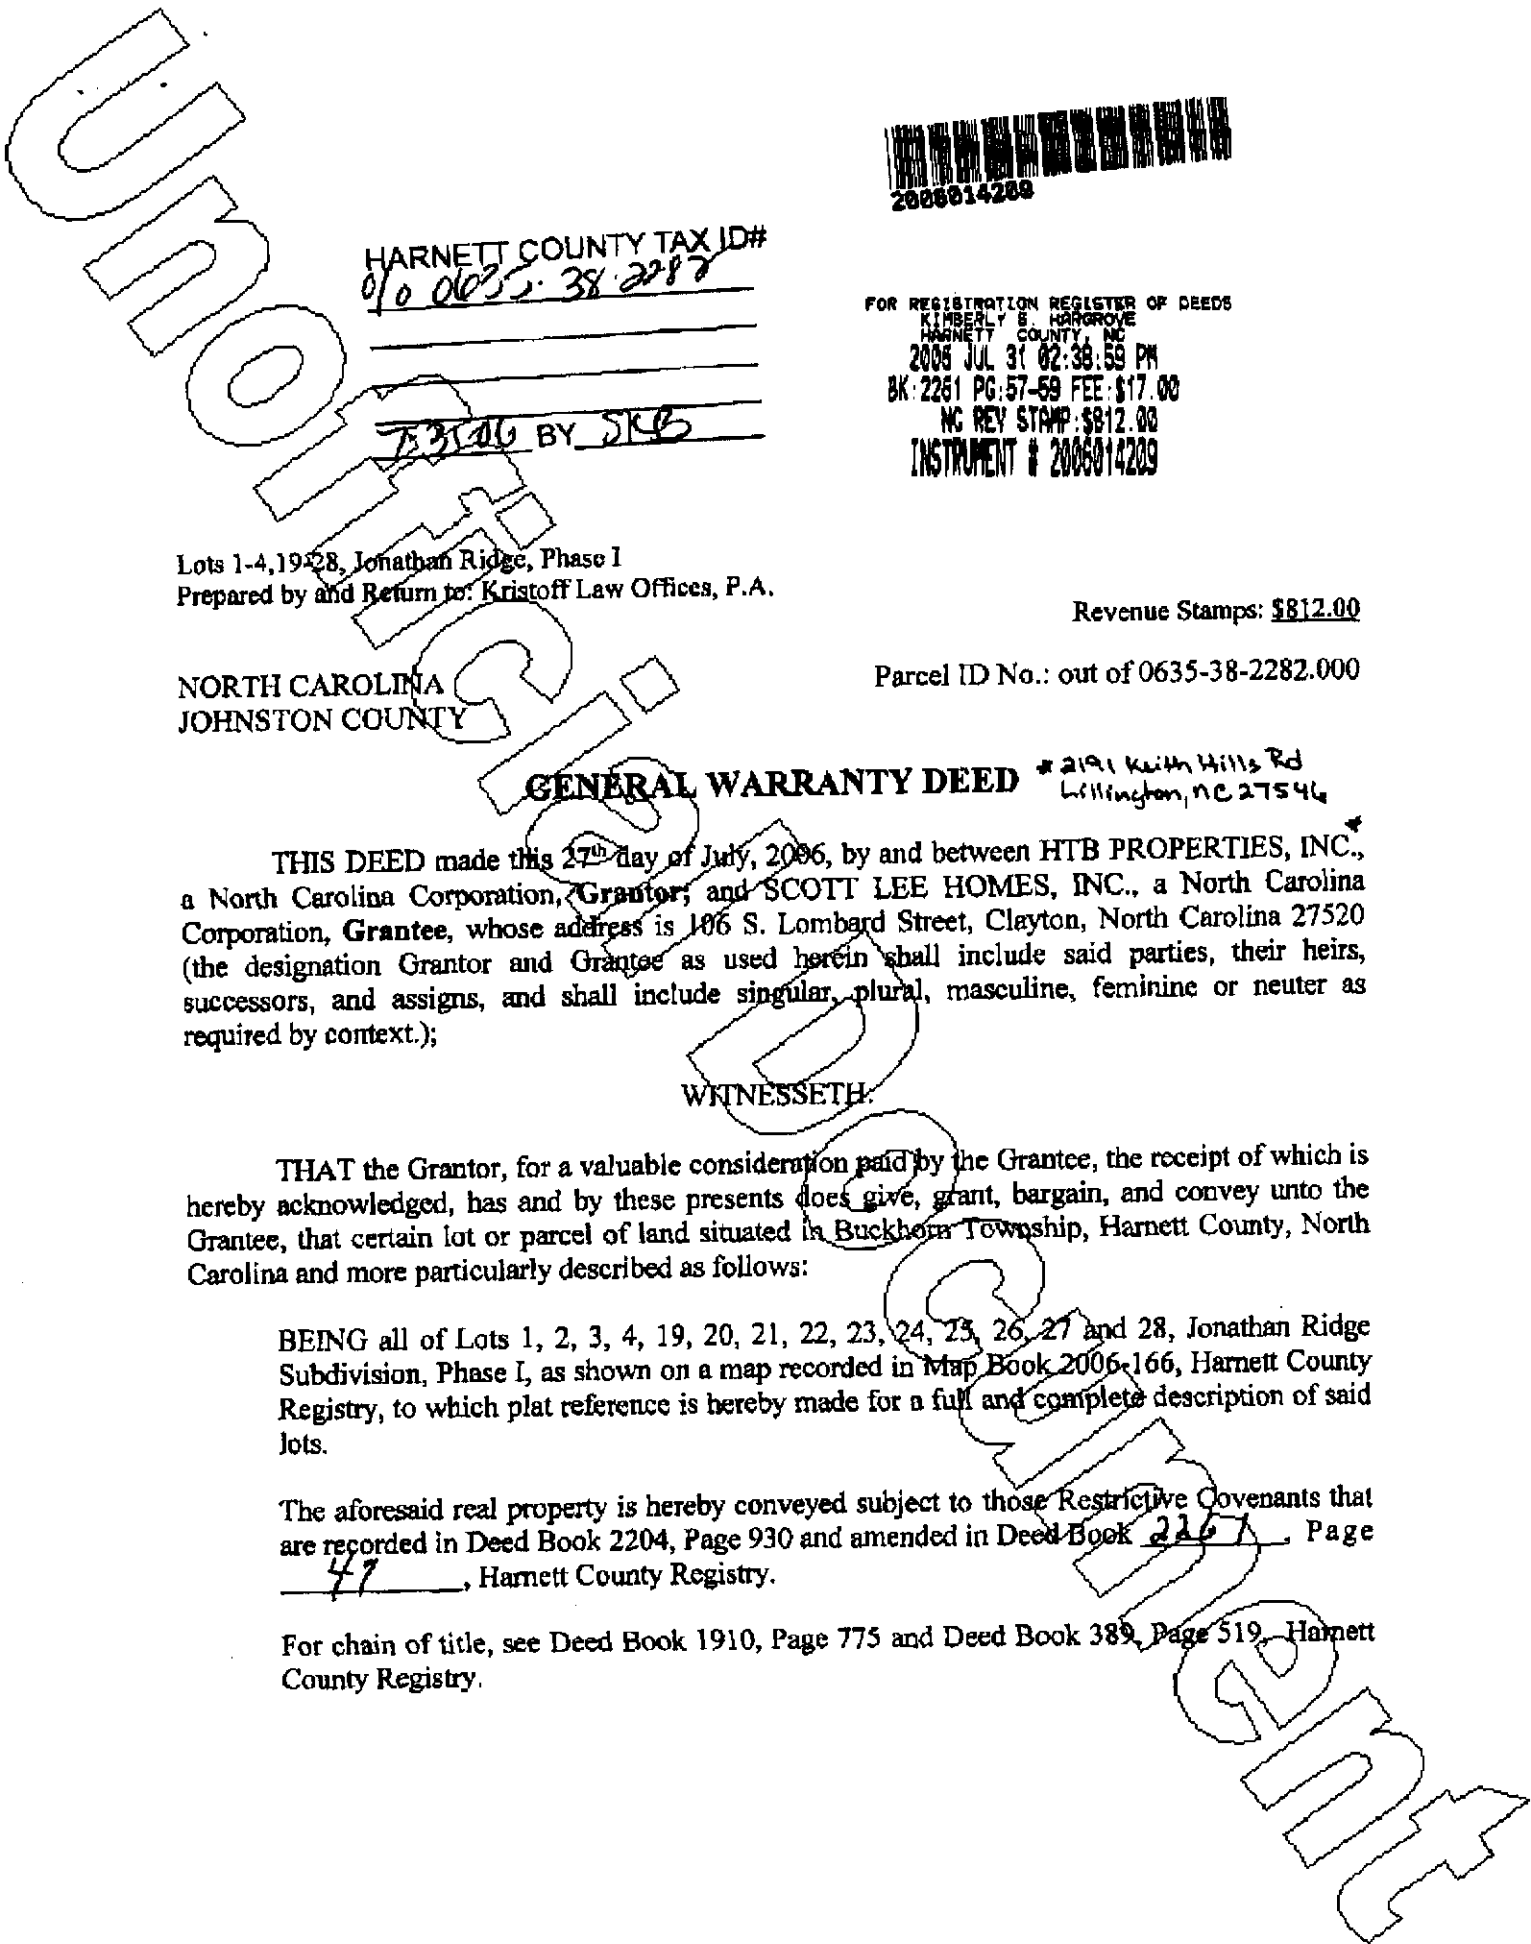 2006014209
HARNETT COUNTY TAX ID#
0/0 0635-38-2282
7-31-06 BY SKB
FOR REGISTRATION REGISTER OF DEEDS
KIMBERLY S. HARGROVE
HARNETT COUNTY, NC
2006 JUL 31 02:38:59 PM
BK:2261 PG:57-59 FEE:$17.00
NC REV STAMP:$812.00
INSTRUMENT # 2006014209
Lots 1-4,19-28, Jonathan Ridge, Phase I
Prepared by and Return to: Kristoff Law Offices, P.A.
Revenue Stamps: $812.00
Parcel ID No.: out of 0635-38-2282.000
NORTH CAROLINA
JOHNSTON COUNTY
GENERAL WARRANTY DEED
* 2191 Keith Hills Rd
Lillington, nc 27546
THIS DEED made this 27th day of July, 2006, by and between HTB PROPERTIES, INC.,*
a North Carolina Corporation, Grantor; and SCOTT LEE HOMES, INC., a North Carolina
Corporation, Grantee, whose address is 106 S. Lombard Street, Clayton, North Carolina 27520
(the designation Grantor and Grantee as used herein shall include said parties, their heirs,
successors, and assigns, and shall include singular, plural, masculine, feminine or neuter as
required by context.);
WITNESSETH:
THAT the Grantor, for a valuable consideration paid by the Grantee, the receipt of which is
hereby acknowledged, has and by these presents does give, grant, bargain, and convey unto the
Grantee, that certain lot or parcel of land situated in Buckhorn Township, Harnett County, North
Carolina and more particularly described as follows:
BEING all of Lots 1, 2, 3, 4, 19, 20, 21, 22, 23, 24, 25, 26, 27 and 28, Jonathan Ridge
Subdivision, Phase I, as shown on a map recorded in Map Book 2006-166, Harnett County
Registry, to which plat reference is hereby made for a full and complete description of said
lots.
The aforesaid real property is hereby conveyed subject to those Restrictive Covenants that
are recorded in Deed Book 2204, Page 930 and amended in Deed Book 2261, Page
47, Harnett County Registry.
For chain of title, see Deed Book 1910, Page 775 and Deed Book 389, Page 519, Harnett
County Registry.
Unofficial Document